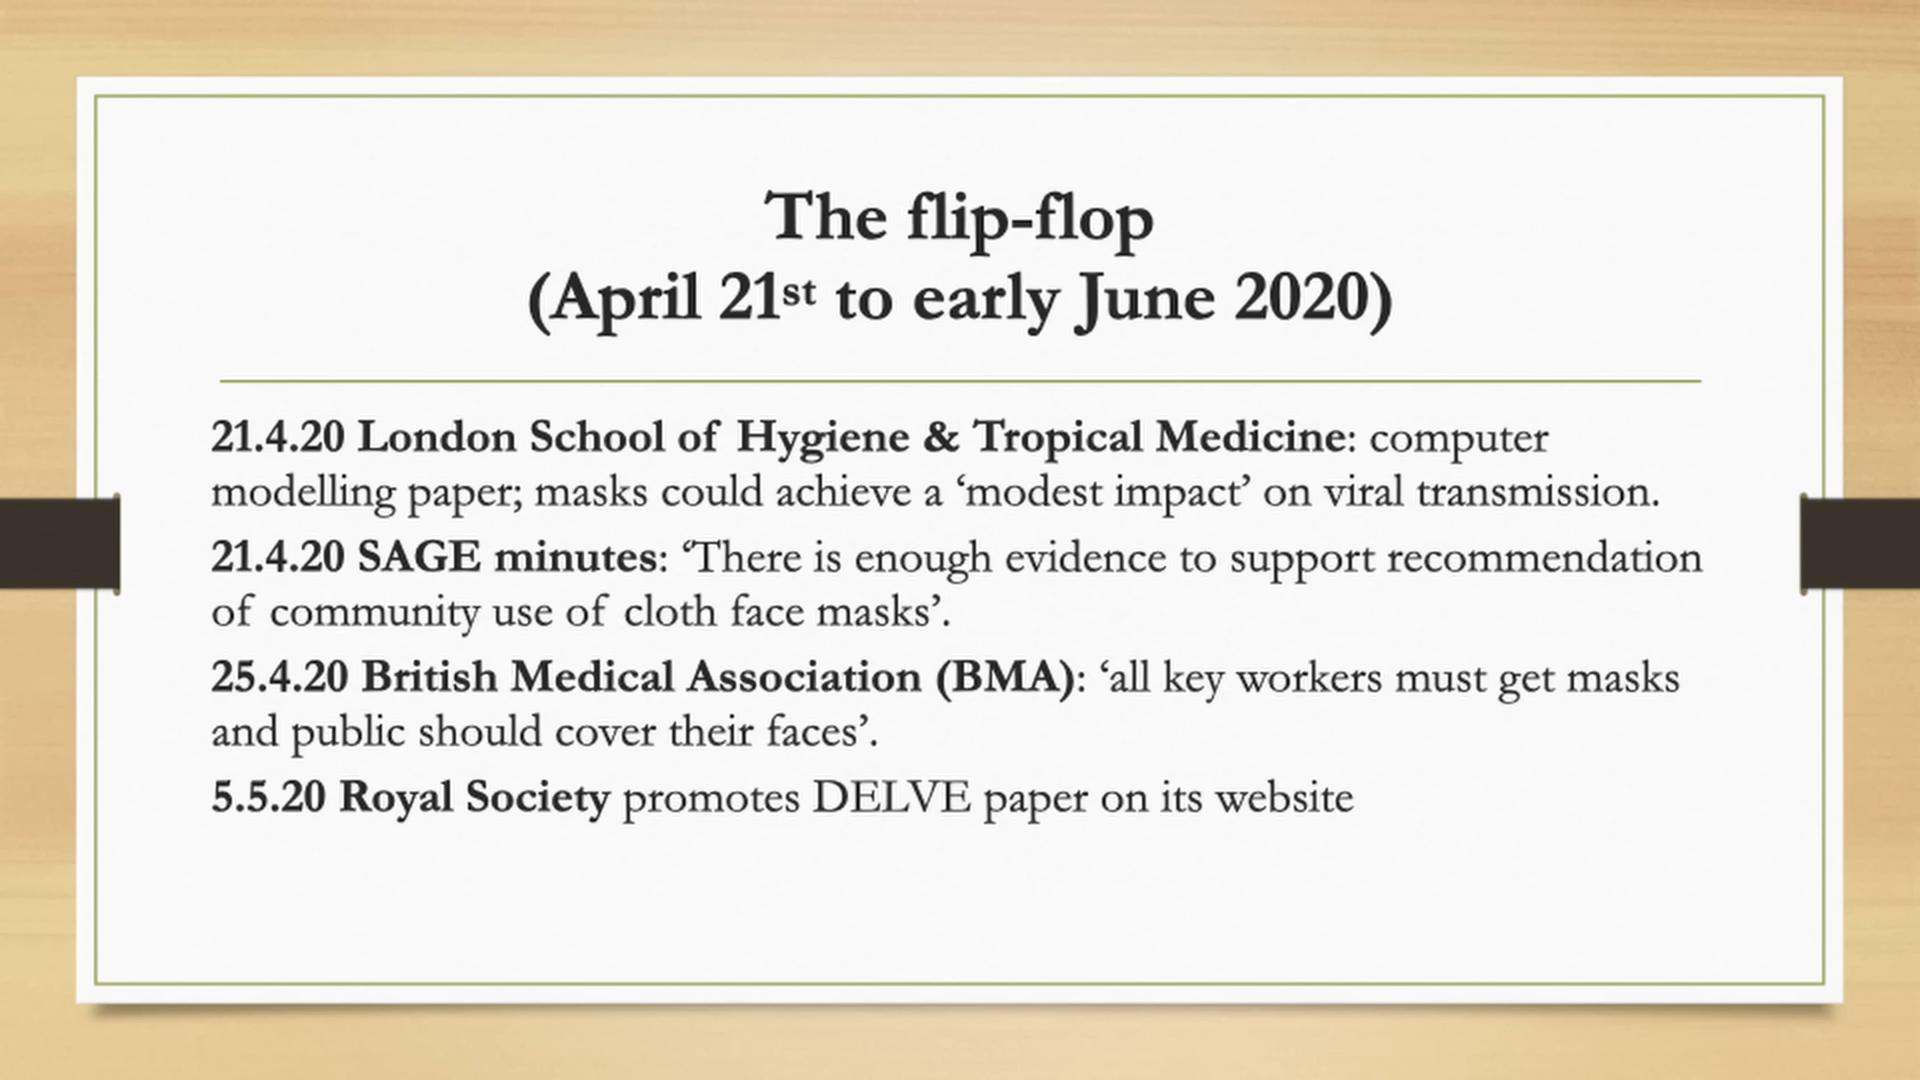 The flip-flop
(April 21st to early June 2020)
21.4.20 London School of Hygiene & Tropical Medicine: computer
modelling paper; masks could achieve a ‘modest impact’ on viral transmission.
21.4.20 SAGE minutes: ‘There is enough evidence to support recommendation
of community use of cloth face masks’.
25.4.20 British Medical Association (BMA): ‘all key workers must get masks
and public should cover their faces’.
5.5.20 Royal Society promotes DELVE paper on its website